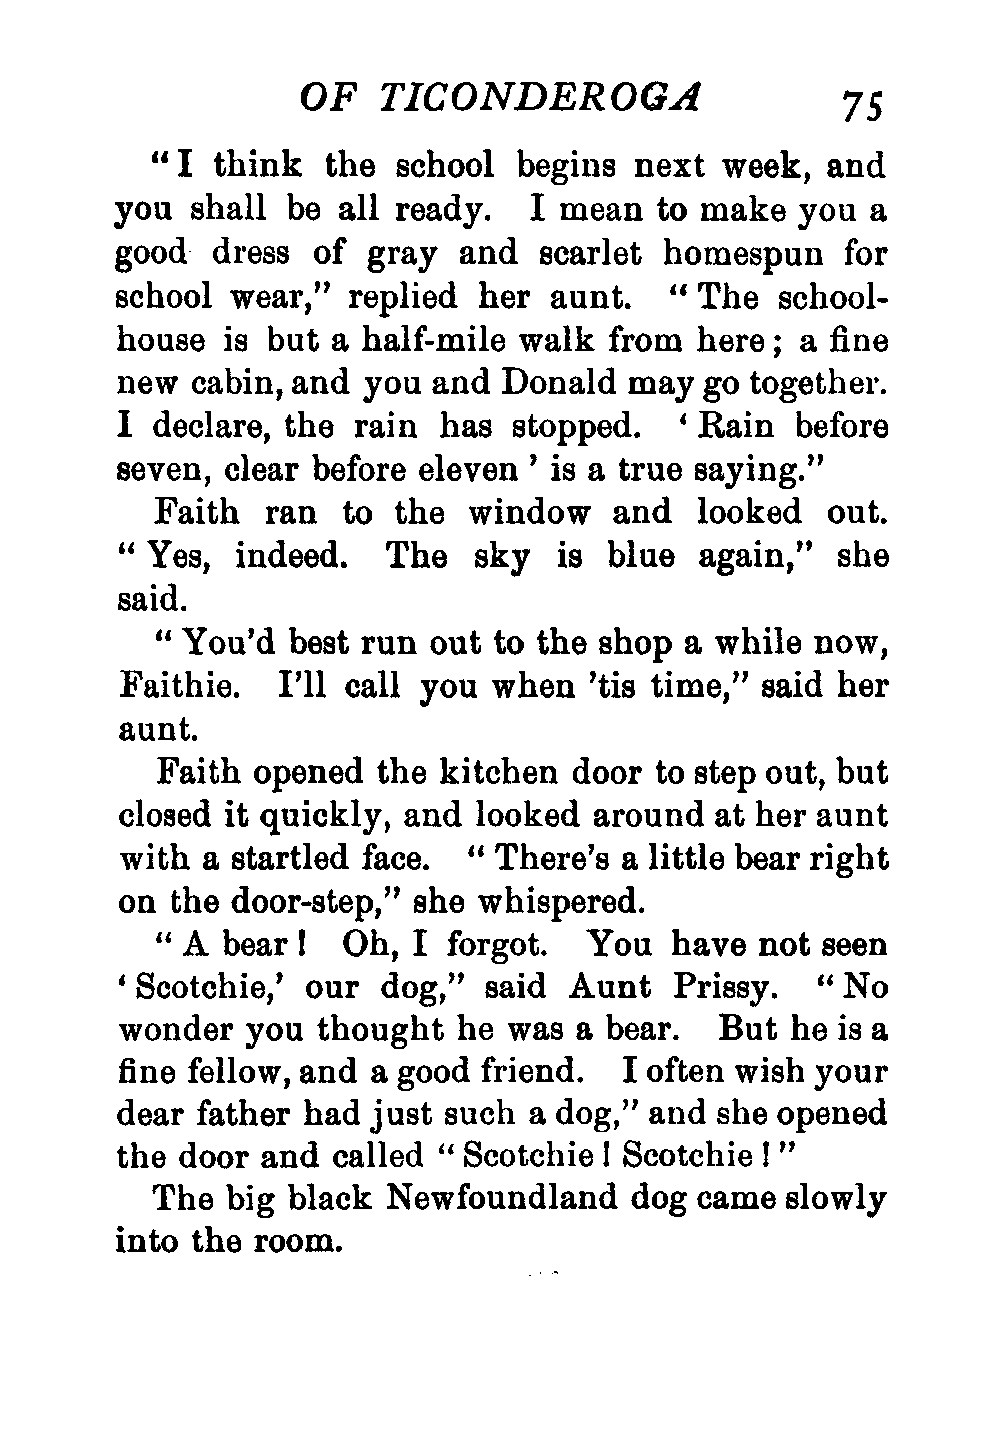 OF TICONDEROGA 75
"I think the school begins next week, and
you shall be all ready. I mean to make you a
good dress of gray and scarlet homespun for
school wear," replied her aunt. "The school-
house is but a half-mile walk from here; a fine
new cabin, and you and Donald may go together.
I declare, the rain has stopped. 'Rain before
seven, clear before eleven' is a true saying."
Faith ran to the window and looked out.
"Yes, indeed. The sky is blue again," she
said.
"You'd best run out to the shop a while now,
Faithie. I'll call you when 'tis time," said her
aunt.
Faith opened the kitchen door to step out, but
closed it quickly, and looked around at her aunt
with a startled face. "There's a little bear right
on the door-step," she whispered.
"A bear! Oh, I forgot. You have not seen
'Scotchie,' our dog," said Aunt Prissy. "No
wonder you thought he was a bear. But he is a
fine fellow, and a good friend. I often wish your
dear father had just such a dog," and she opened
the door and called "Scotchie! Scotchie!"
The big black Newfoundland dog came slowly
into the room.